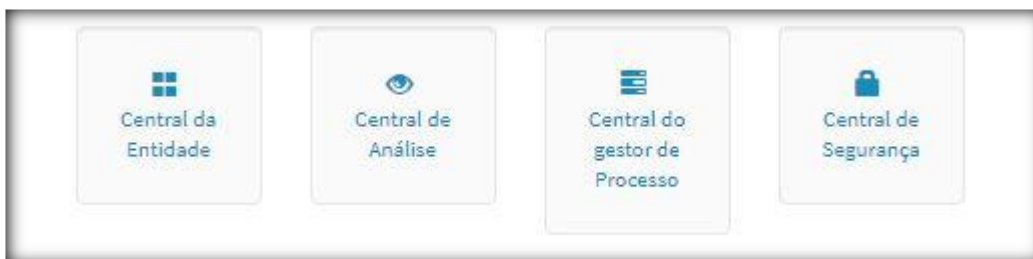 Central da
Entidade
Central de
Análise
Central do
gestor de
Processo
Central de
Segurança